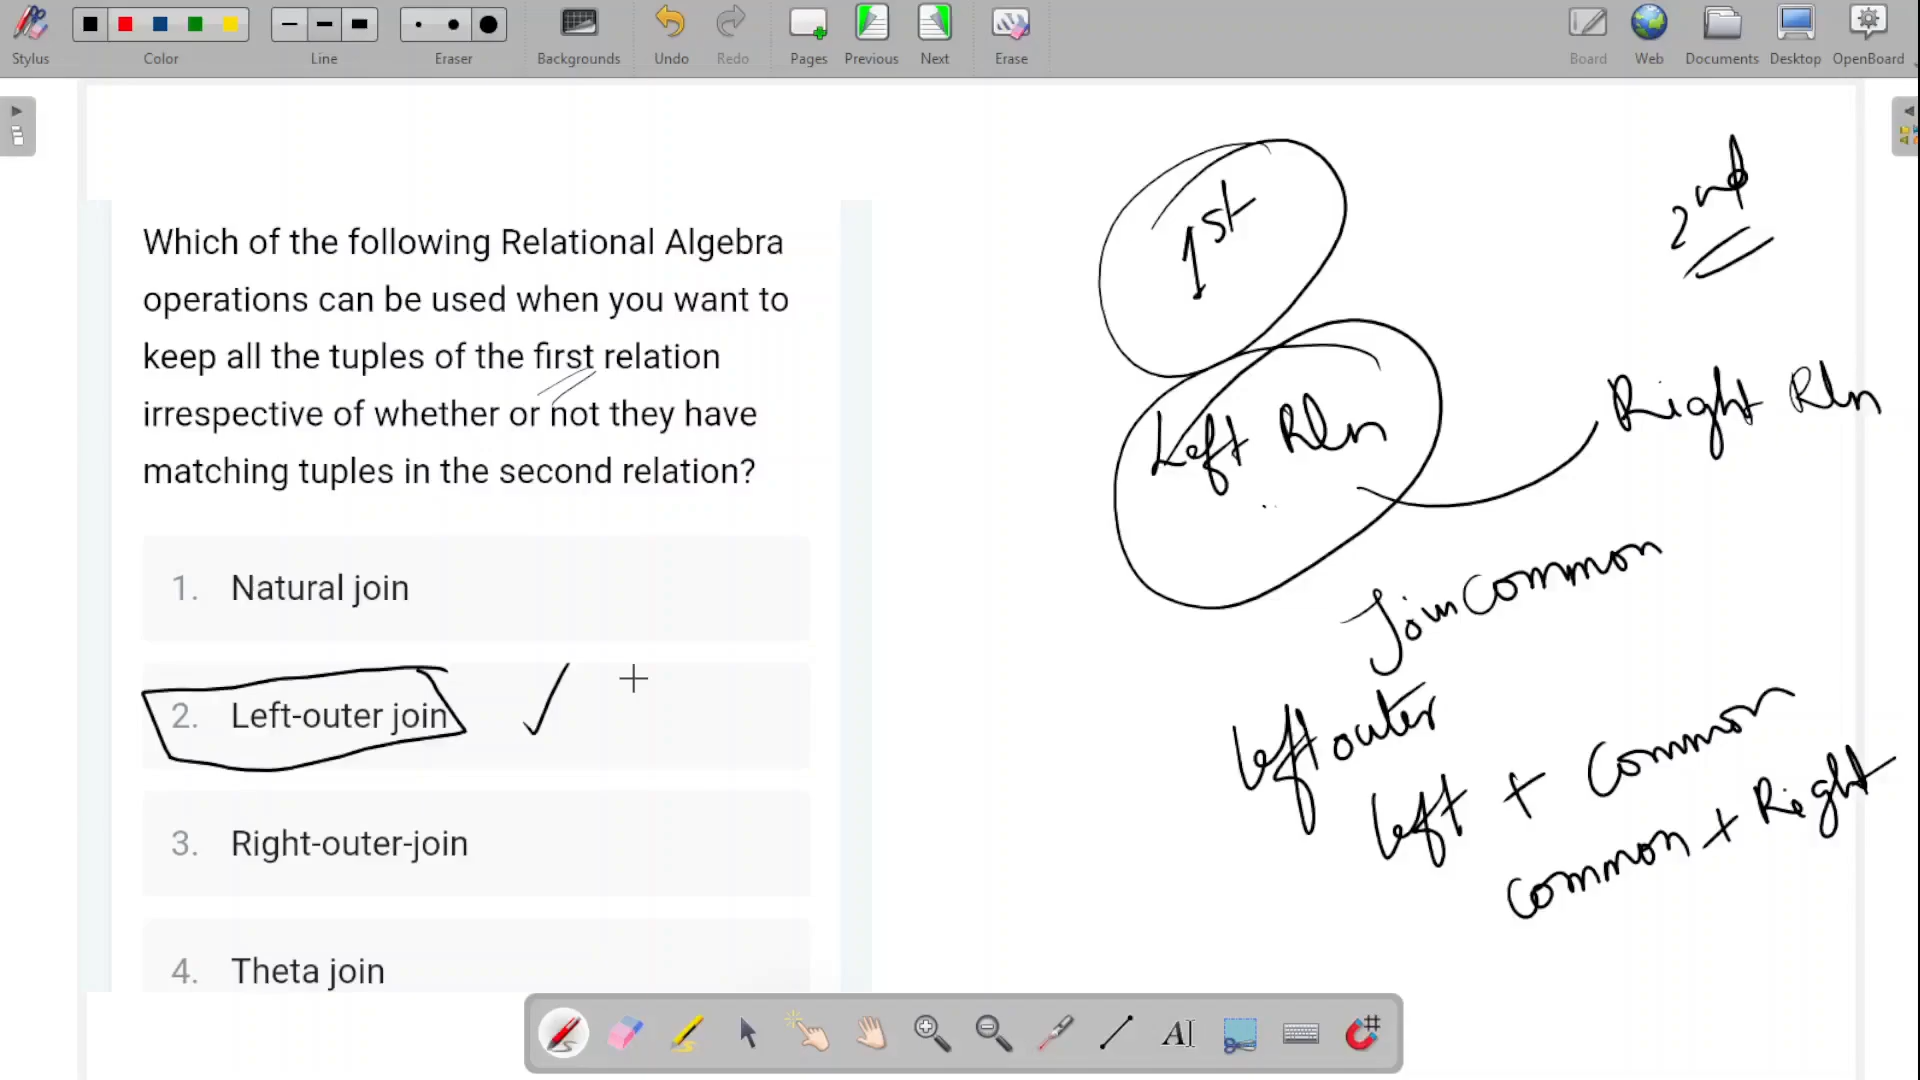 Stylus Color Line Eraser Backgrounds Undo Redo Pages Previous Next Erase Board Web Documents Desktop OpenBoard
Which of the following Relational Algebra
operations can be used when you want to
keep all the tuples of the first relation
irrespective of whether or not they have
matching tuples in the second relation?
1. Natural join
2. Left-outer join
3. Right-outer-join
4. Theta join
1st
2nd
Left Rln
Right Rln
Join Common
Left outer
Left + Common
Common + Right
AI